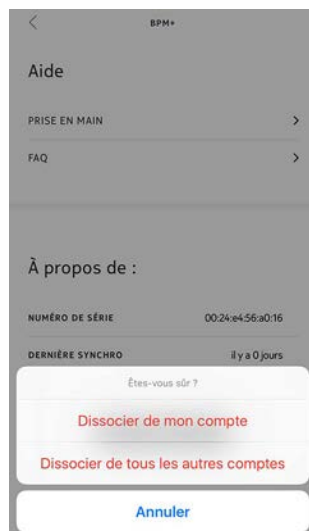 BPM+
Aide
PRISE EN MAIN
FAQ
À propos de :
NUMÉRO DE SÉRIE 00:24:e4:56:a0:16
DERNIÈRE SYNCHRO il y a 0 jours
Êtes-vous sûr ?
Dissocier de mon compte
Dissocier de tous les autres comptes
Annuler